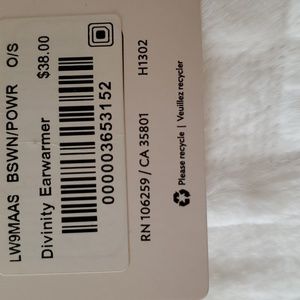 LW9MAAS BSWN/POWR O/S
Divinity Earwarmer $38.00
000003653152
RN 106259 / CA 35801 H1302
Please recycle | Veuillez recycler